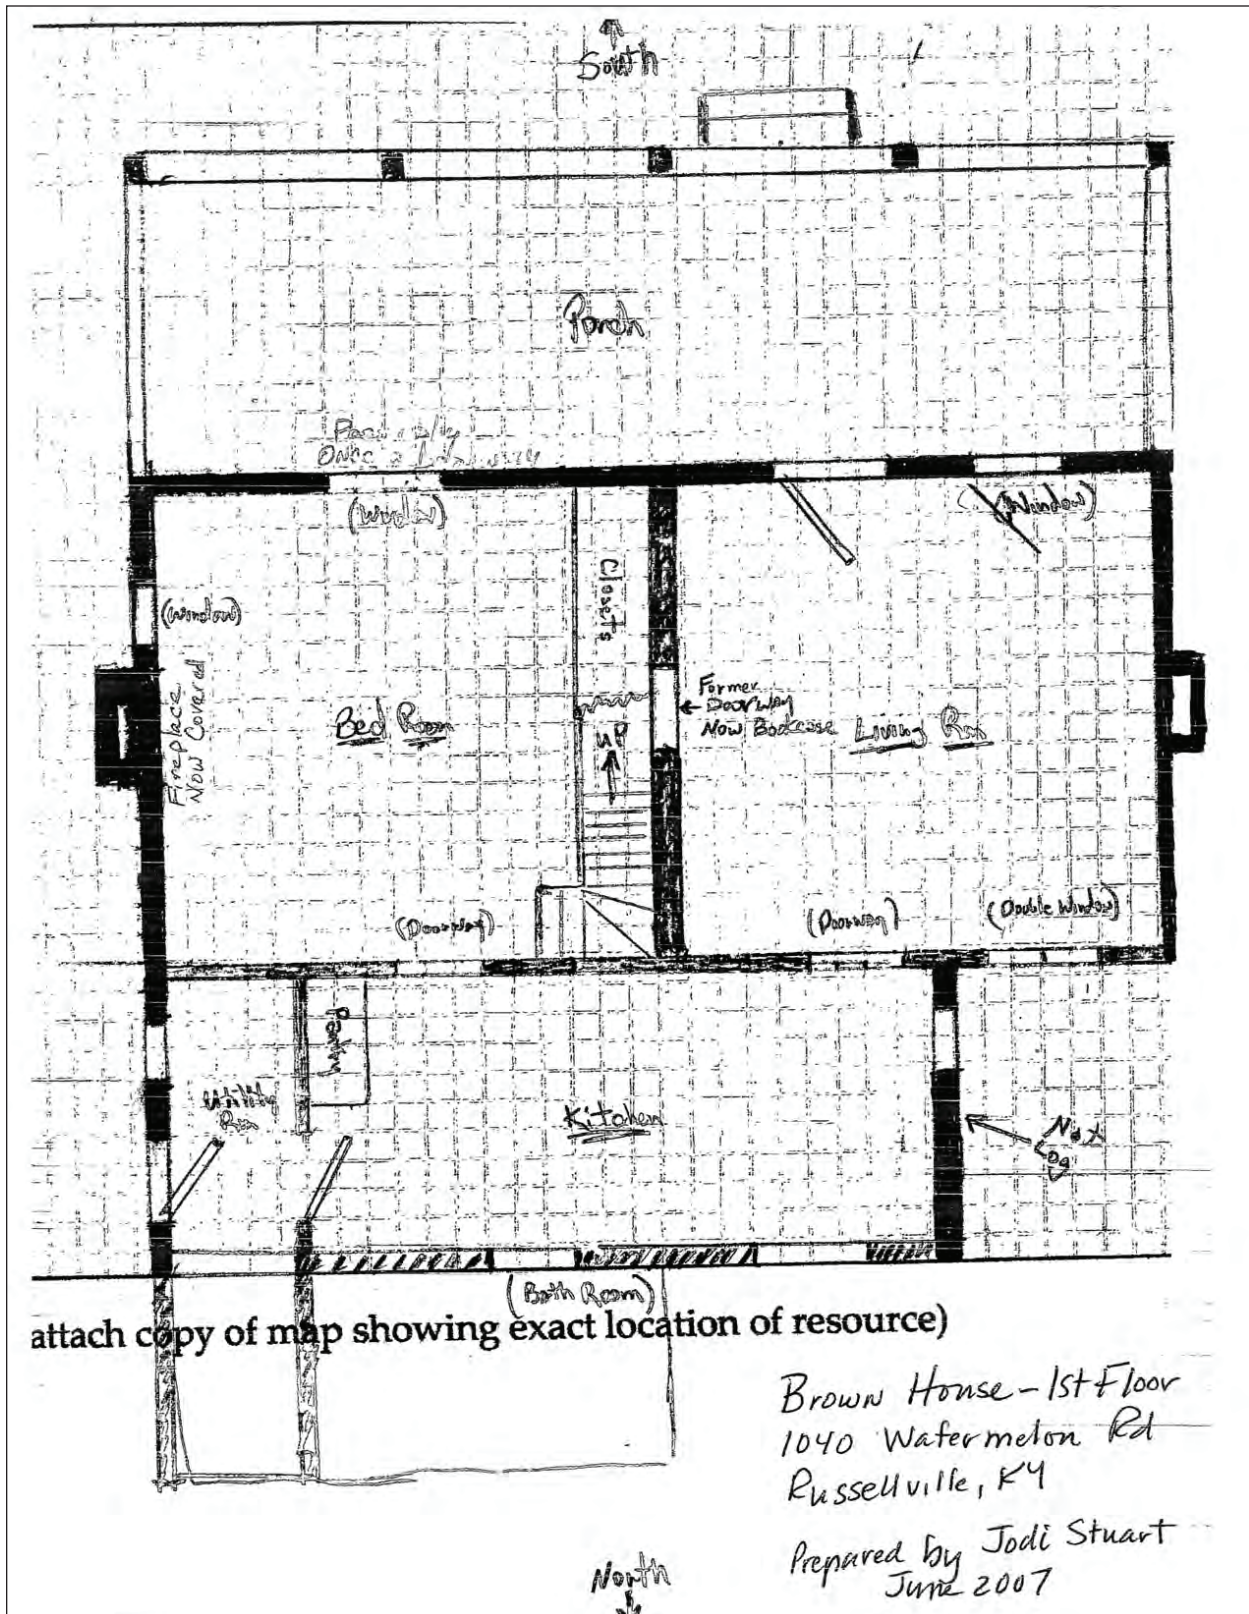 South
Porch
Once a
(Window)
(Window)
(Window)
Closets
Fireplace
Now Covered
Bed Room
UP
Former
Doorway
Now Bookcase
Living Rm
(Doorway)
(Doorway)
(Double Window)
Pantry
Utility
Rm
Kitchen
Not
Log
(Bath Room)
attach copy of map showing exact location of resource)
Brown House - 1st Floor
1040 Watermelon Rd
Russellville, KY
Prepared by Jodi Stuart
June 2007
North